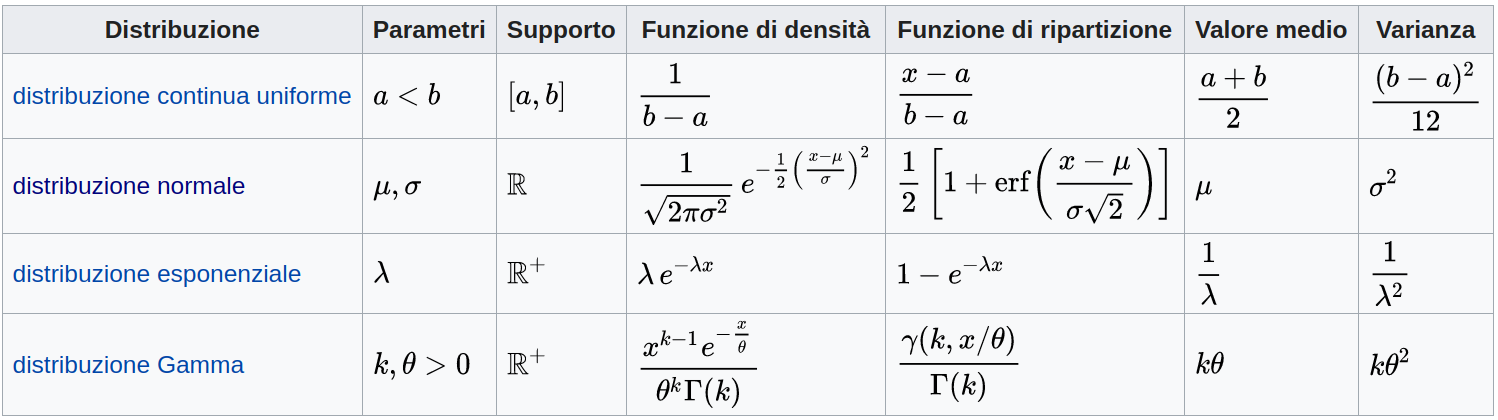 Distribuzione Parametri Supporto Funzione di densità Funzione di ripartizione Valore medio Varianza
distribuzione continua uniforme $a < b$ $[a, b]$ $\frac{1}{b-a}$ $\frac{x-a}{b-a}$ $\frac{a+b}{2}$ $\frac{(b-a)^2}{12}$
distribuzione normale $\mu, \sigma$ $\mathbb{R}$ $\frac{1}{\sqrt{2\pi\sigma^2}} e^{-\frac{1}{2}\left(\frac{x-\mu}{\sigma}\right)^2}$ $\frac{1}{2}\left[1+\operatorname{erf}\left(\frac{x-\mu}{\sigma\sqrt{2}}\right)\right]$ $\mu$ $\sigma^2$
distribuzione esponenziale $\lambda$ $\mathbb{R}^+$ $\lambda e^{-\lambda x}$ $1 - e^{-\lambda x}$ $\frac{1}{\lambda}$ $\frac{1}{\lambda^2}$
distribuzione Gamma $k, \theta > 0$ $\mathbb{R}^+$ $\frac{x^{k-1}e^{-\frac{x}{\theta}}}{\theta^k\Gamma(k)}$ $\frac{\gamma(k, x/\theta)}{\Gamma(k)}$ $k\theta$ $k\theta^2$